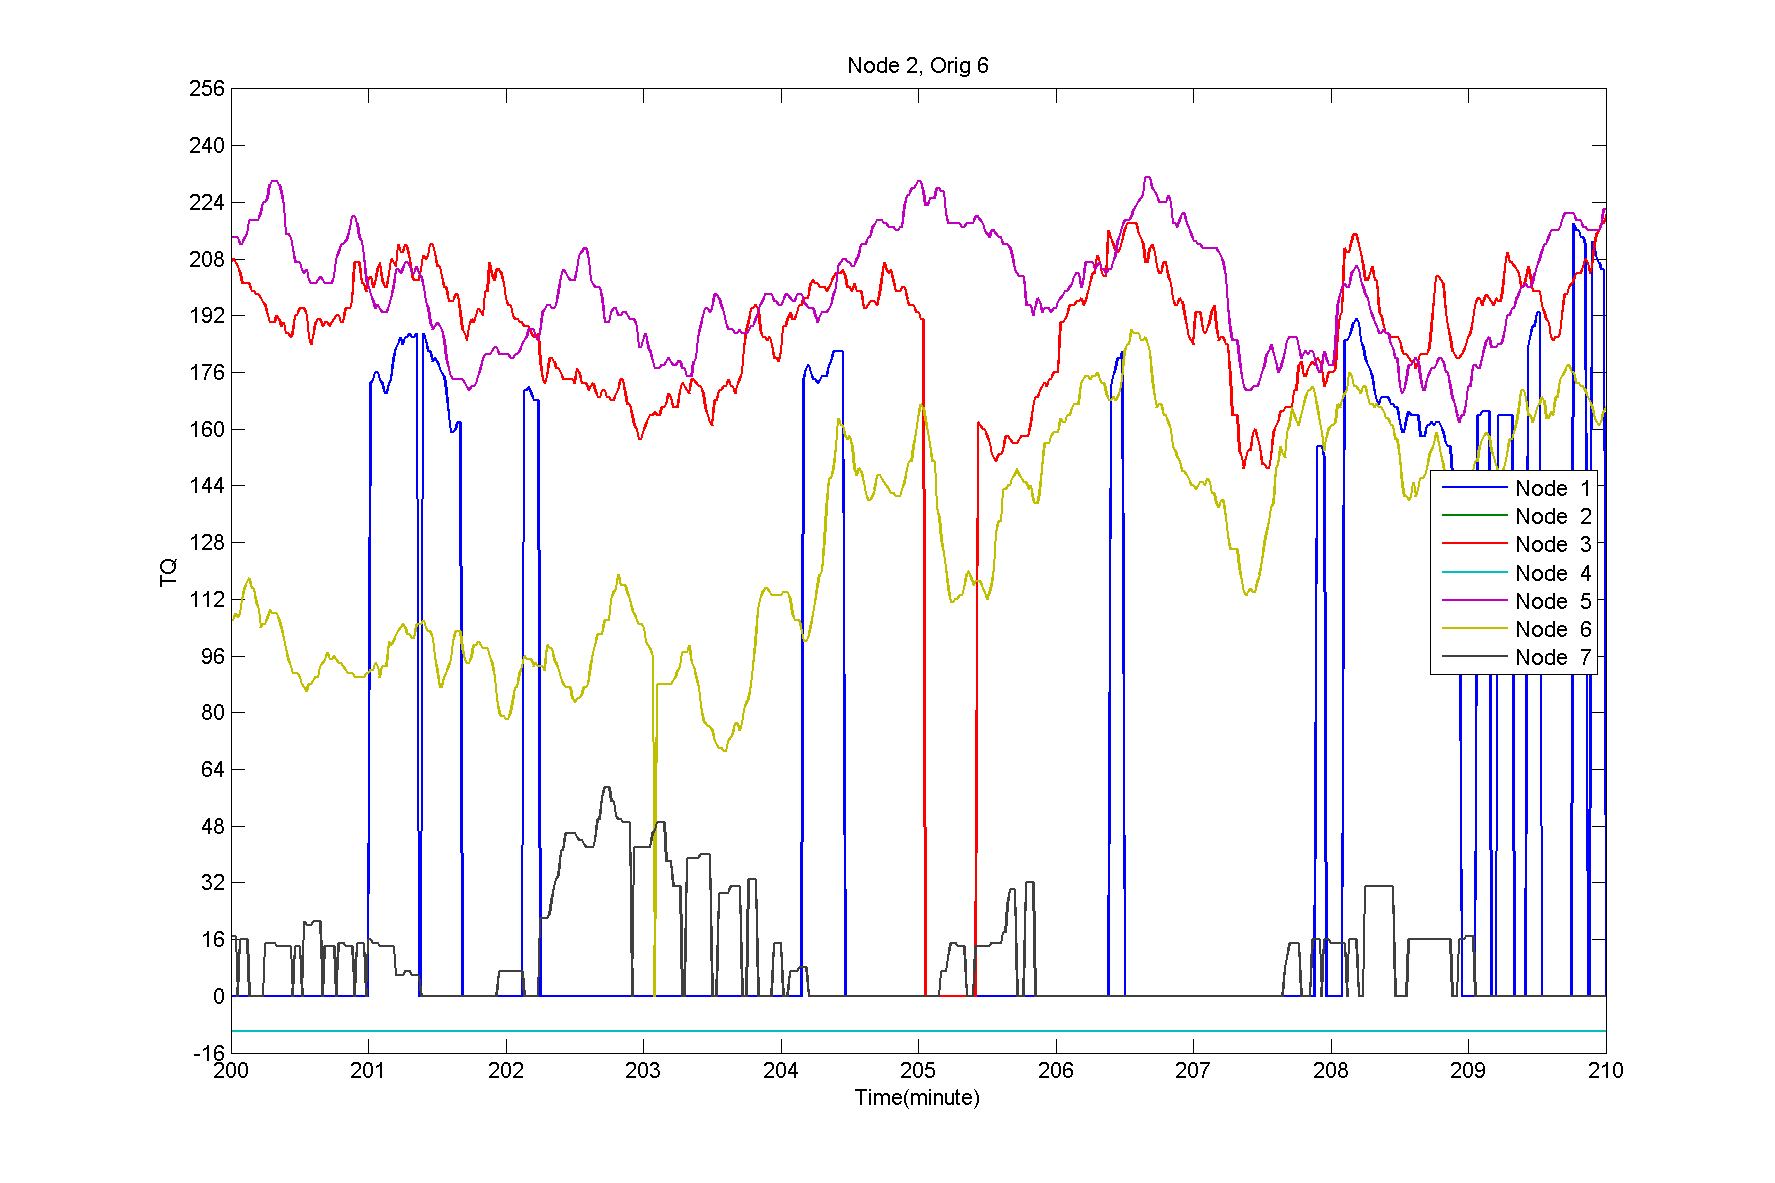 Node 2, Orig 6
256
240
224
208
192
176
160
144
128
112
96
80
64
48
32
16
0
-16
TQ
Node 1
Node 2
Node 3
Node 4
Node 5
Node 6
Node 7
200 201 202 203 204 205 206 207 208 209 210
Time(minute)